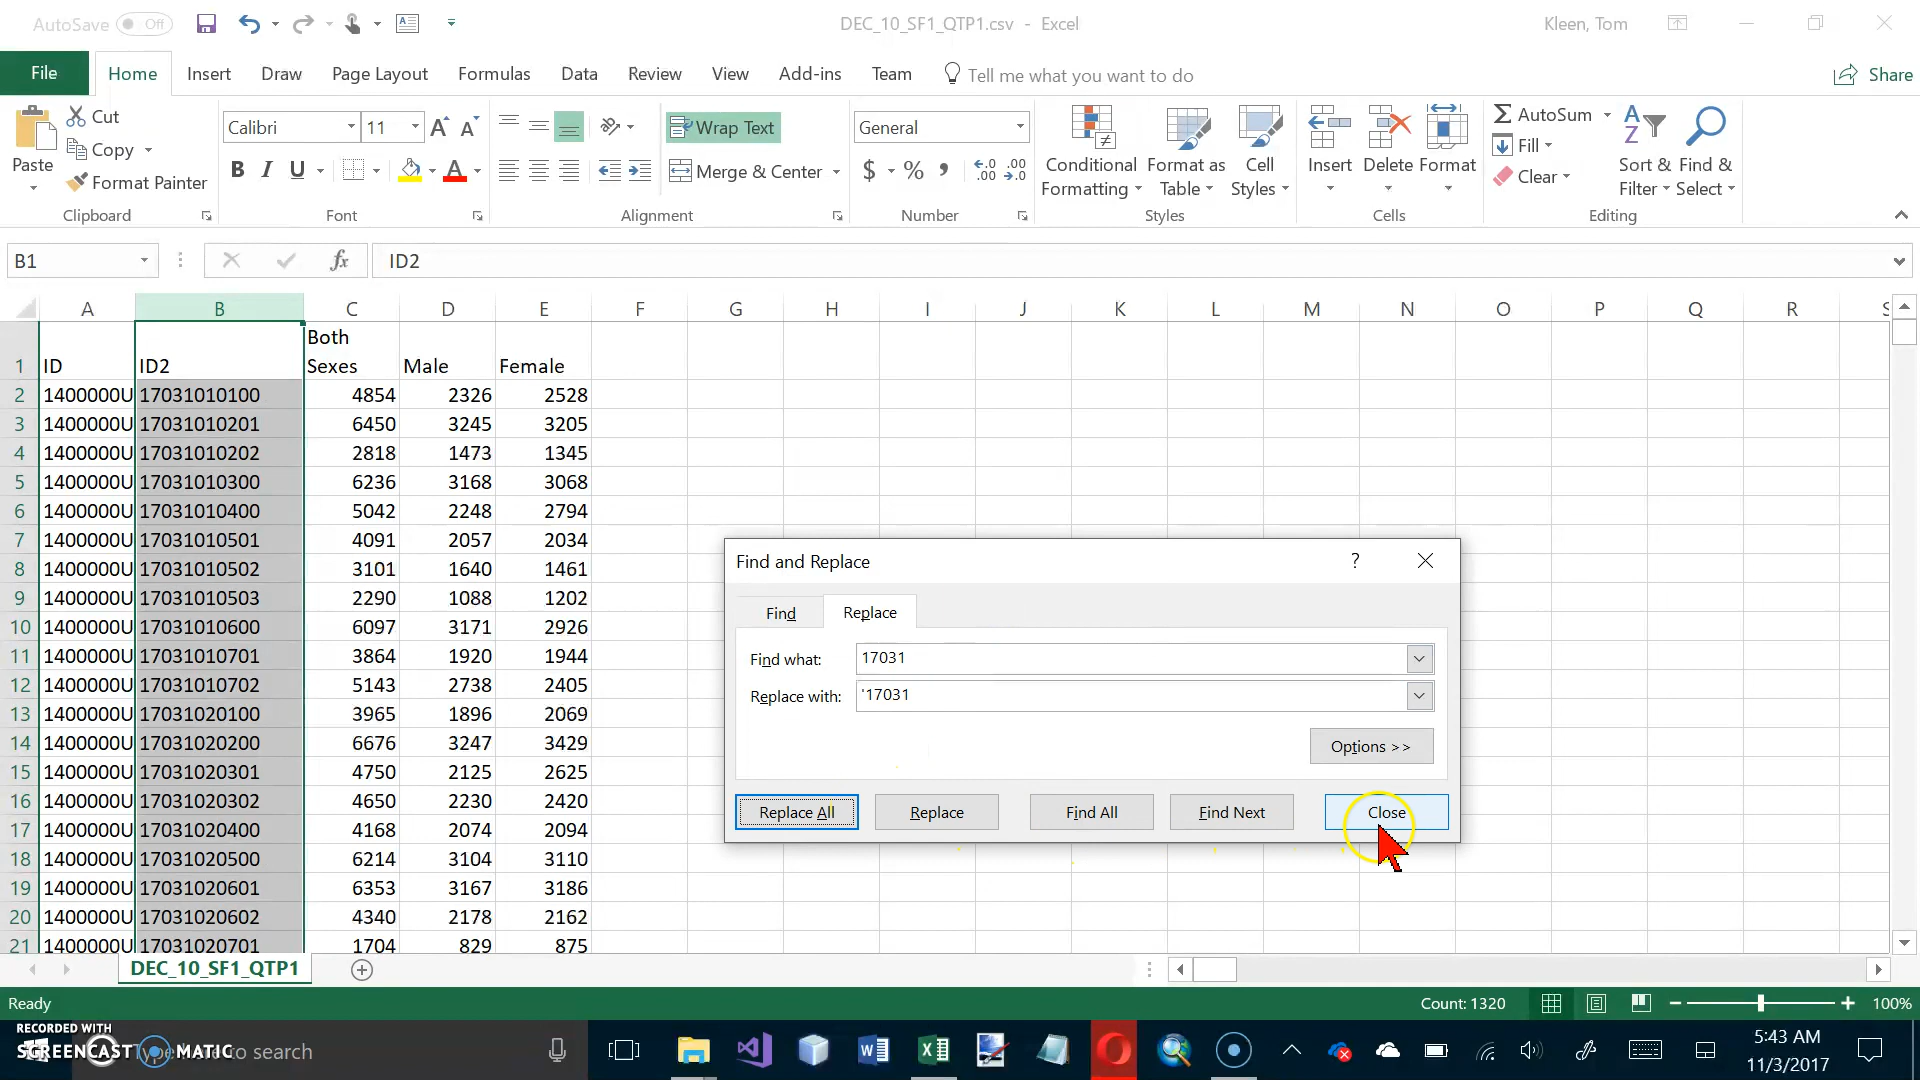 AutoSave Off
DEC_10_SF1_QTP1.csv - Excel
Kleen, Tom
File Home Insert Draw Page Layout Formulas Data Review View Add-ins Team Tell me what you want to do Share
Paste
Cut
Copy
Format Painter
Clipboard
Calibri 11
B I U
Font
Wrap Text
Merge & Center
Alignment
General
$ % ,
Number
Conditional Formatting
Format as Table
Cell Styles
Styles
Insert Delete Format
Cells
AutoSum
Fill
Clear
Sort & Filter
Find & Select
Editing
B1 fx ID2
A B C D E F G H I J K L M N O P Q R S
1 ID ID2 Both Sexes Male Female
2 1400000U 17031010100 4854 2326 2528
3 1400000U 17031010201 6450 3245 3205
4 1400000U 17031010202 2818 1473 1345
5 1400000U 17031010300 6236 3168 3068
6 1400000U 17031010400 5042 2248 2794
7 1400000U 17031010501 4091 2057 2034
8 1400000U 17031010502 3101 1640 1461
9 1400000U 17031010503 2290 1088 1202
10 1400000U 17031010600 6097 3171 2926
11 1400000U 17031010701 3864 1920 1944
12 1400000U 17031010702 5143 2738 2405
13 1400000U 17031020100 3965 1896 2069
14 1400000U 17031020200 6676 3247 3429
15 1400000U 17031020301 4750 2125 2625
16 1400000U 17031020302 4650 2230 2420
17 1400000U 17031020400 4168 2074 2094
18 1400000U 17031020500 6214 3104 3110
19 1400000U 17031020601 6353 3167 3186
20 1400000U 17031020602 4340 2178 2162
21 1400000U 17031020701 1704 829 875
Find and Replace ?
Find Replace
Find what: 17031
Replace with: '17031
Options >>
Replace All Replace Find All Find Next Close
DEC_10_SF1_QTP1
Ready
Count: 1320
100%
RECORDED WITH
SCREENCAST MATIC
here to search
5:43 AM
11/3/2017